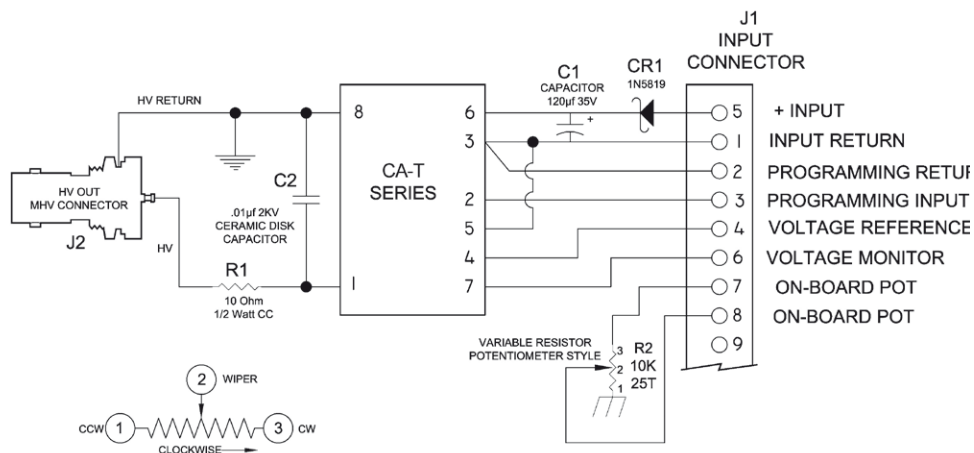 J1
INPUT
CONNECTOR
C1
CAPACITOR
120µf 35V
+
CR1
1N5819
HV RETURN
8
6
5
+ INPUT
3
1
INPUT RETURN
2
PROGRAMMING RETUR
CA-T
SERIES
C2
.01µf 2KV
CERAMIC DISK
CAPACITOR
HV OUT
MHV CONNECTOR
J2
HV
2
3
PROGRAMMING INPUT
5
4
VOLTAGE REFERENCE
4
6
VOLTAGE MONITOR
R1
10 Ohm
1/2 Watt CC
1
7
7
ON-BOARD POT
8
ON-BOARD POT
9
VARIABLE RESISTOR
POTENTIOMETER STYLE
3
2
1
R2
10K
25T
2
WIPER
CCW
1
3
CW
CLOCKWISE